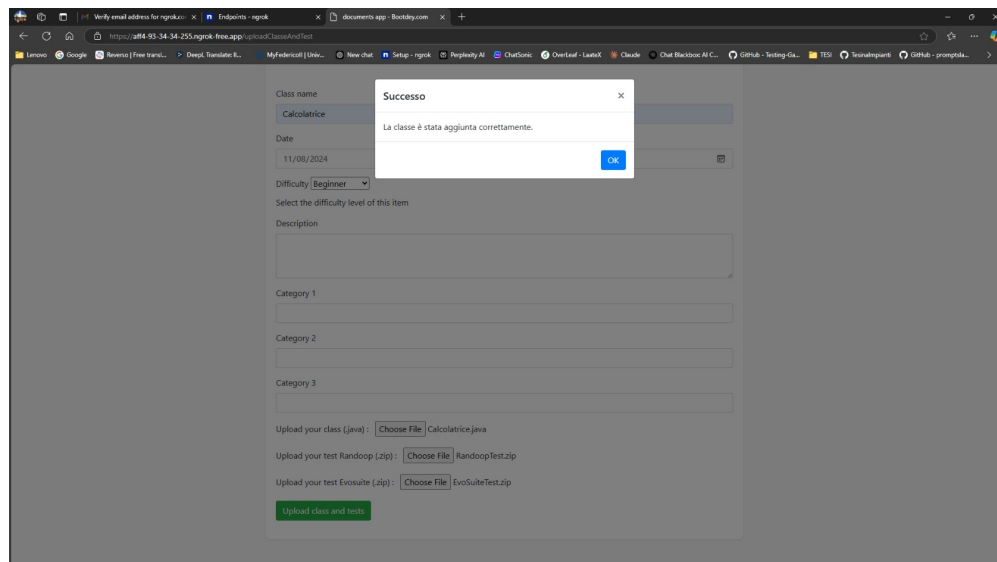 Verify email address for ngrok.co
Endpoints - ngrok
documents app - Bootdey.com
https://aff4-93-34-34-255.ngrok-free.app/uploadClasseAndTest
Lenovo
Google
Reverso | Free transl...
DeepL Translate: Il...
MyFedericoII | Univ...
New chat
Setup - ngrok
Perplexity AI
ChatSonic
OverLeaf - LaateX
Claude
Chat Blackbox: AI C...
GitHub - Testing-Ga...
TESI
TesinaImpianti
GitHub - promptsla...
Class name
Calcolatrice
Successo
×
La classe è stata aggiunta correttamente.
OK
Date
11/08/2024
Difficulty Beginner
Select the difficulty level of this item
Description
Category 1
Category 2
Category 3
Upload your class (.java) : Choose File Calcolatrice.java
Upload your test Randoop (.zip) : Choose File RandoopTest.zip
Upload your test Evosuite (.zip) : Choose File EvoSuiteTest.zip
Upload class and tests